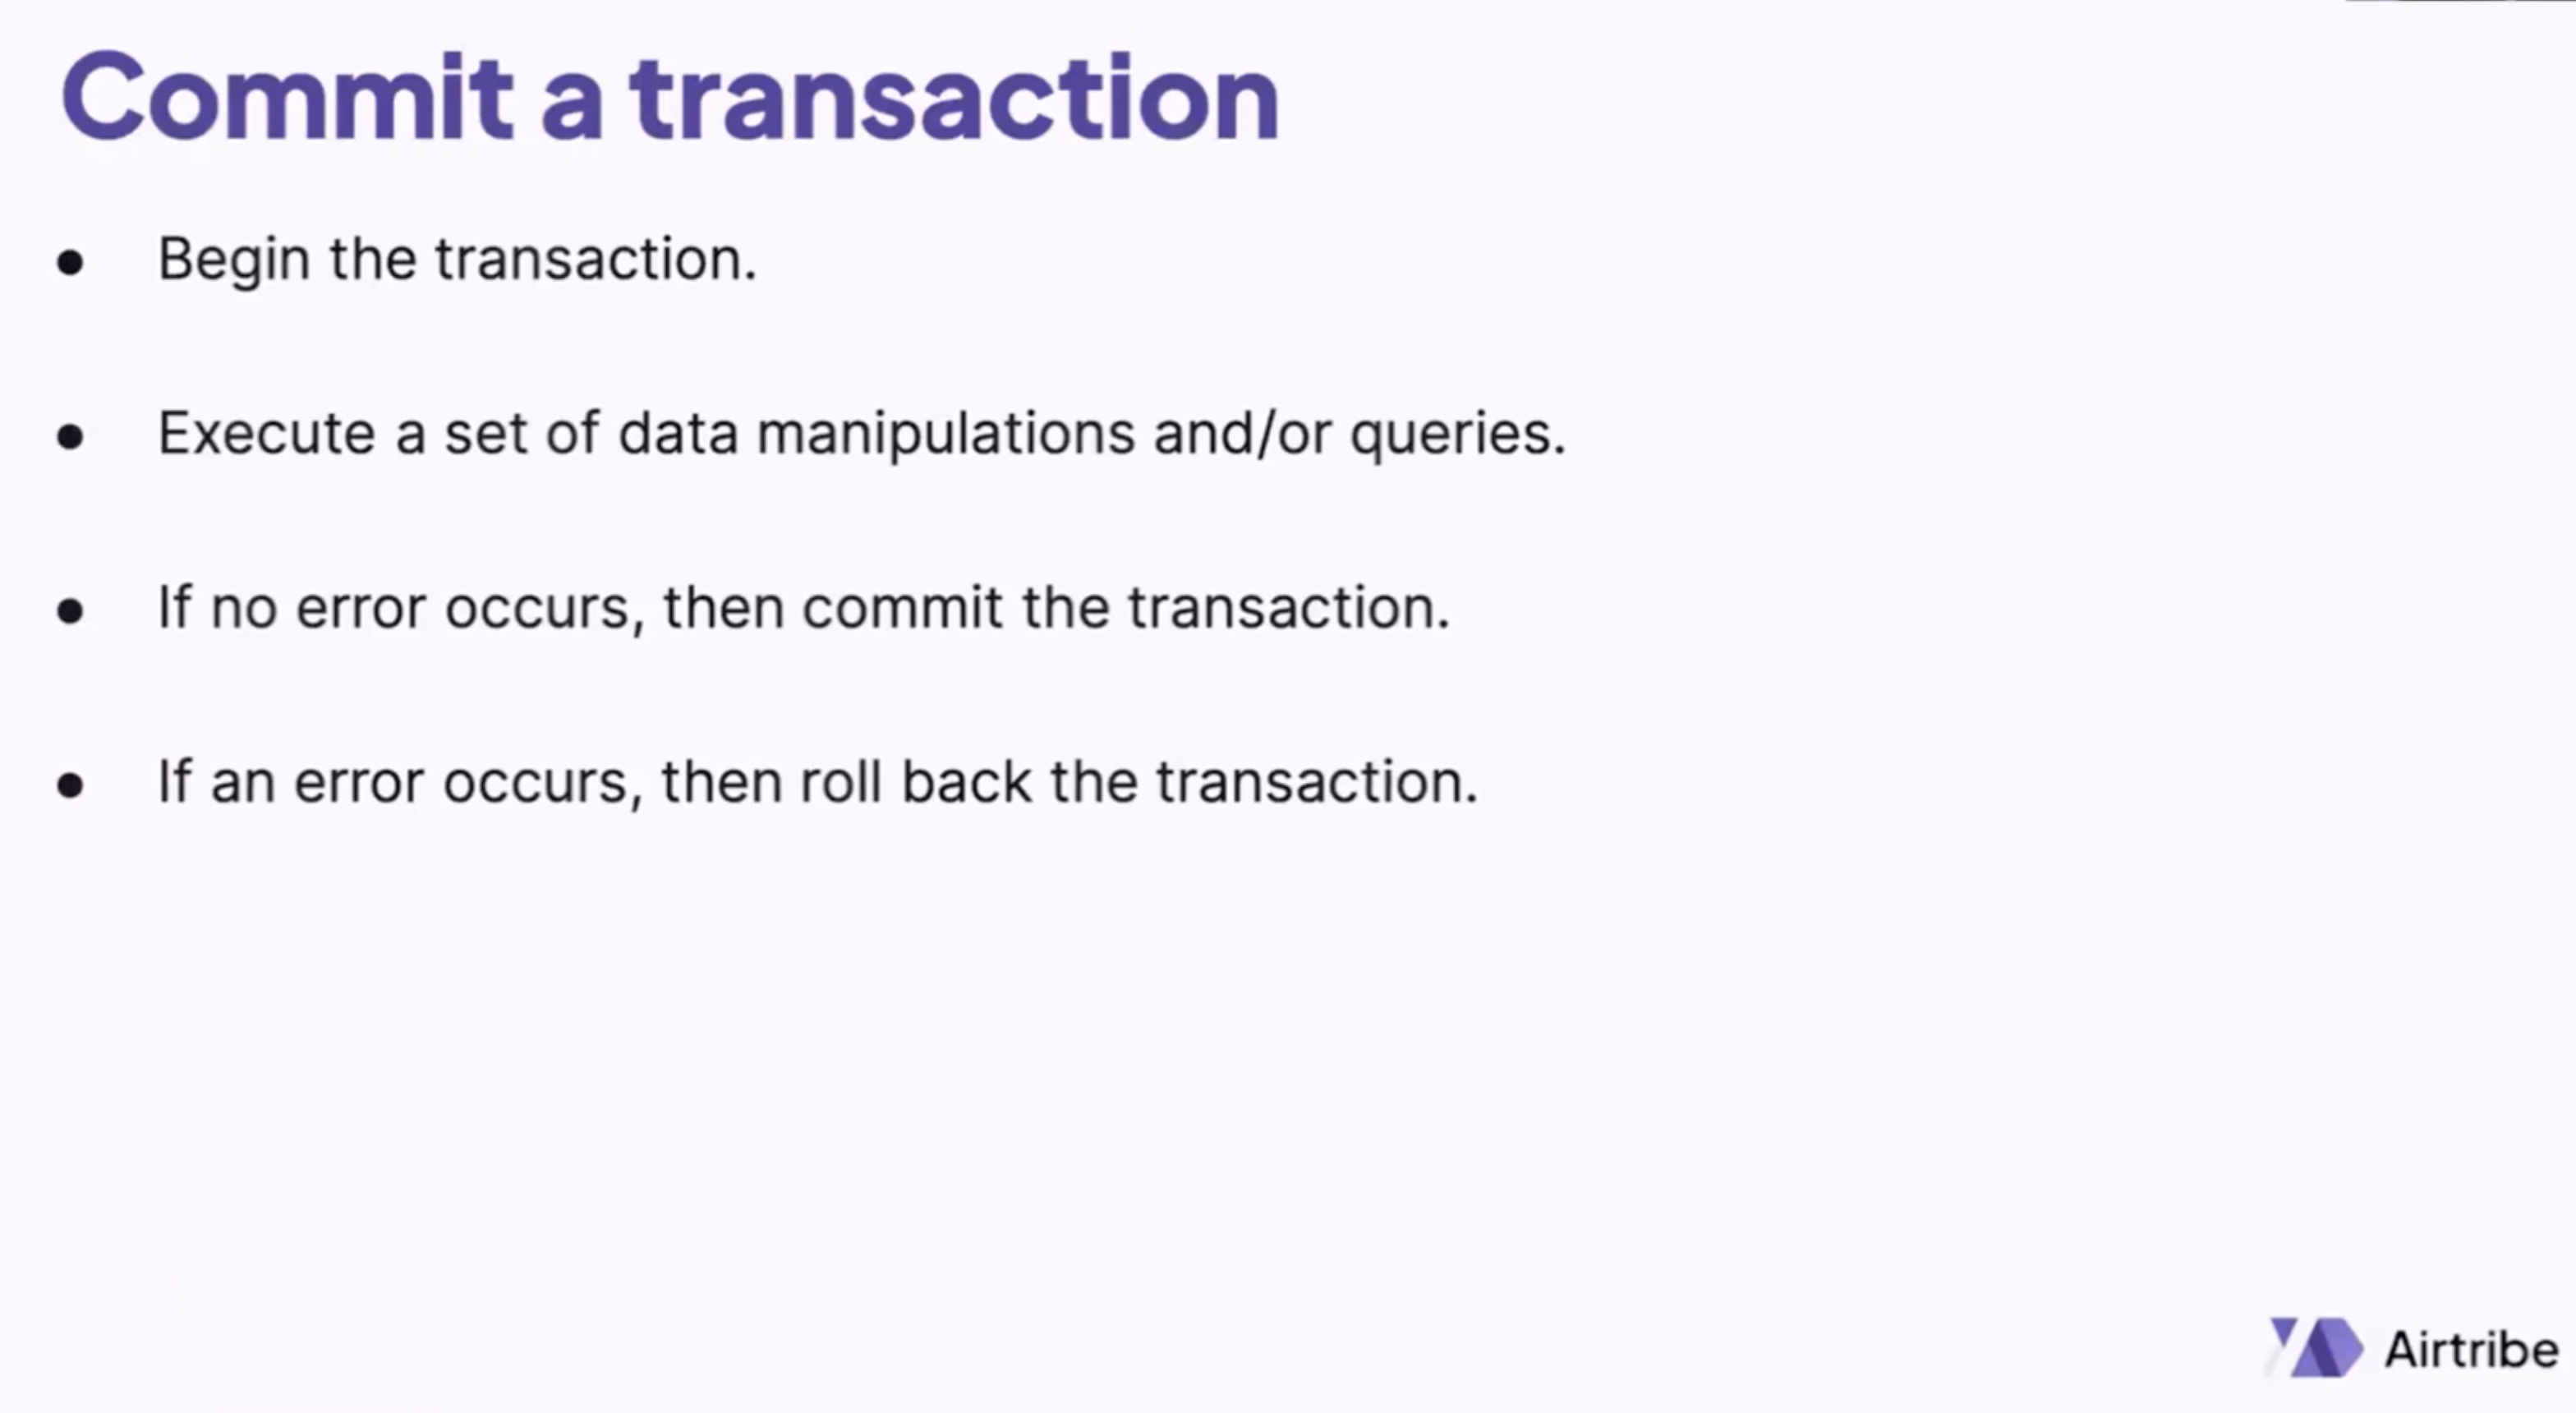 Commit a transaction
● Begin the transaction.
● Execute a set of data manipulations and/or queries.
● If no error occurs, then commit the transaction.
● If an error occurs, then roll back the transaction.
Airtribe